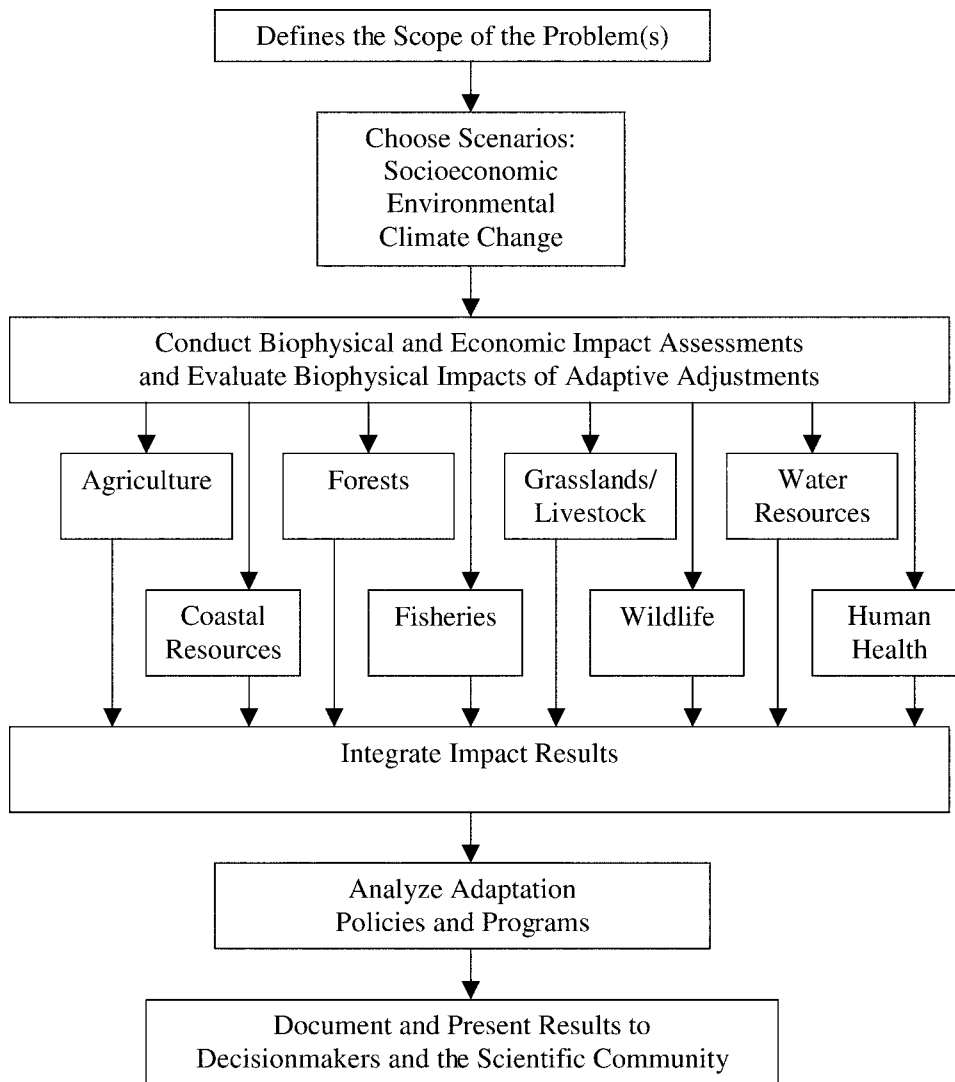 Defines the Scope of the Problem(s)
Choose Scenarios:
Socioeconomic
Environmental
Climate Change
Conduct Biophysical and Economic Impact Assessments
and Evaluate Biophysical Impacts of Adaptive Adjustments
Agriculture
Forests
Grasslands/
Livestock
Water
Resources
Coastal
Resources
Fisheries
Wildlife
Human
Health
Integrate Impact Results
Analyze Adaptation
Policies and Programs
Document and Present Results to
Decisionmakers and the Scientific Community